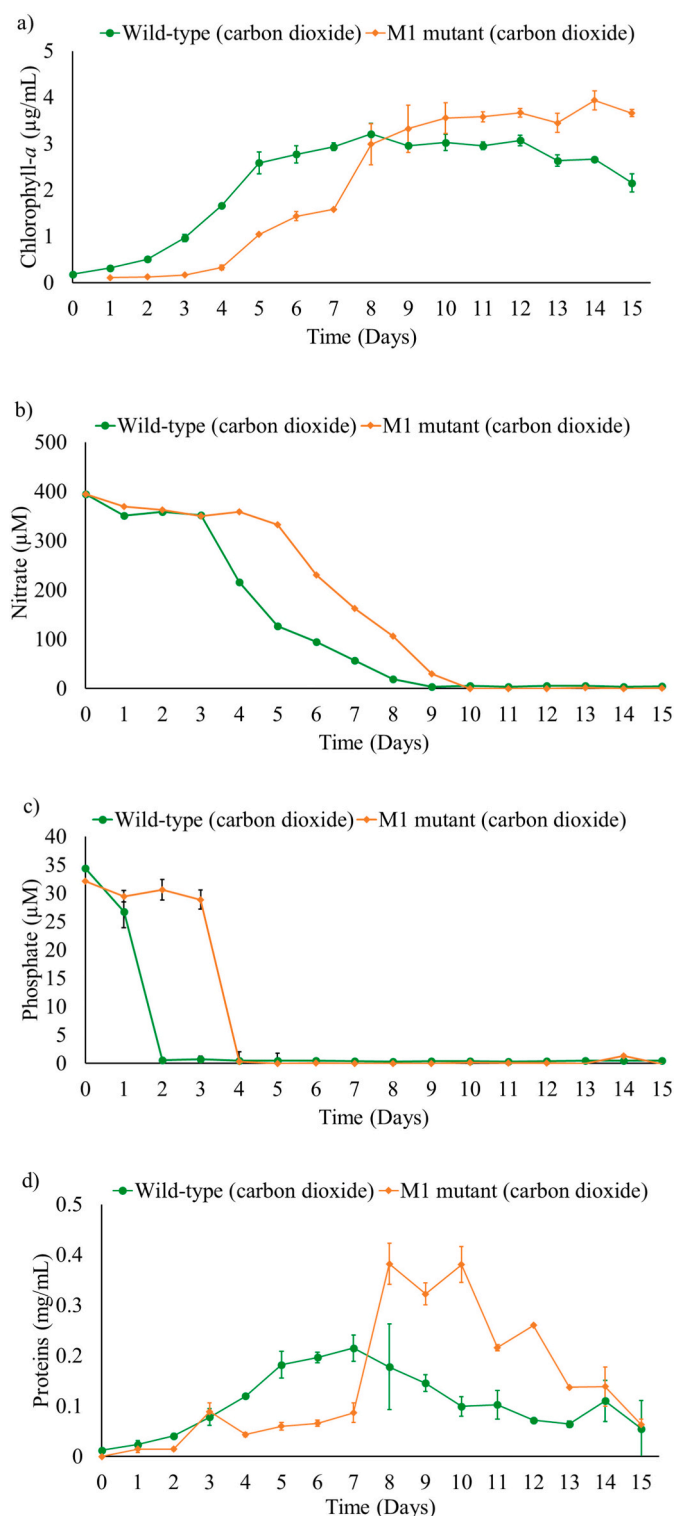 a)
Wild-type (carbon dioxide) M1 mutant (carbon dioxide)
5
4
3
2
1
0
Chlorophyll-a (µg/mL)
0 1 2 3 4 5 6 7 8 9 10 11 12 13 14 15
Time (Days)
b)
Wild-type (carbon dioxide) M1 mutant (carbon dioxide)
500
400
300
200
100
0
Nitrate (µM)
0 1 2 3 4 5 6 7 8 9 10 11 12 13 14 15
Time (Days)
c)
Wild-type (carbon dioxide) M1 mutant (carbon dioxide)
40
35
30
25
20
15
10
5
0
Phosphate (µM)
0 1 2 3 4 5 6 7 8 9 10 11 12 13 14 15
Time (Days)
d)
Wild-type (carbon dioxide) M1 mutant (carbon dioxide)
0.5
0.4
0.3
0.2
0.1
0
Proteins (mg/mL)
0 1 2 3 4 5 6 7 8 9 10 11 12 13 14 15
Time (Days)